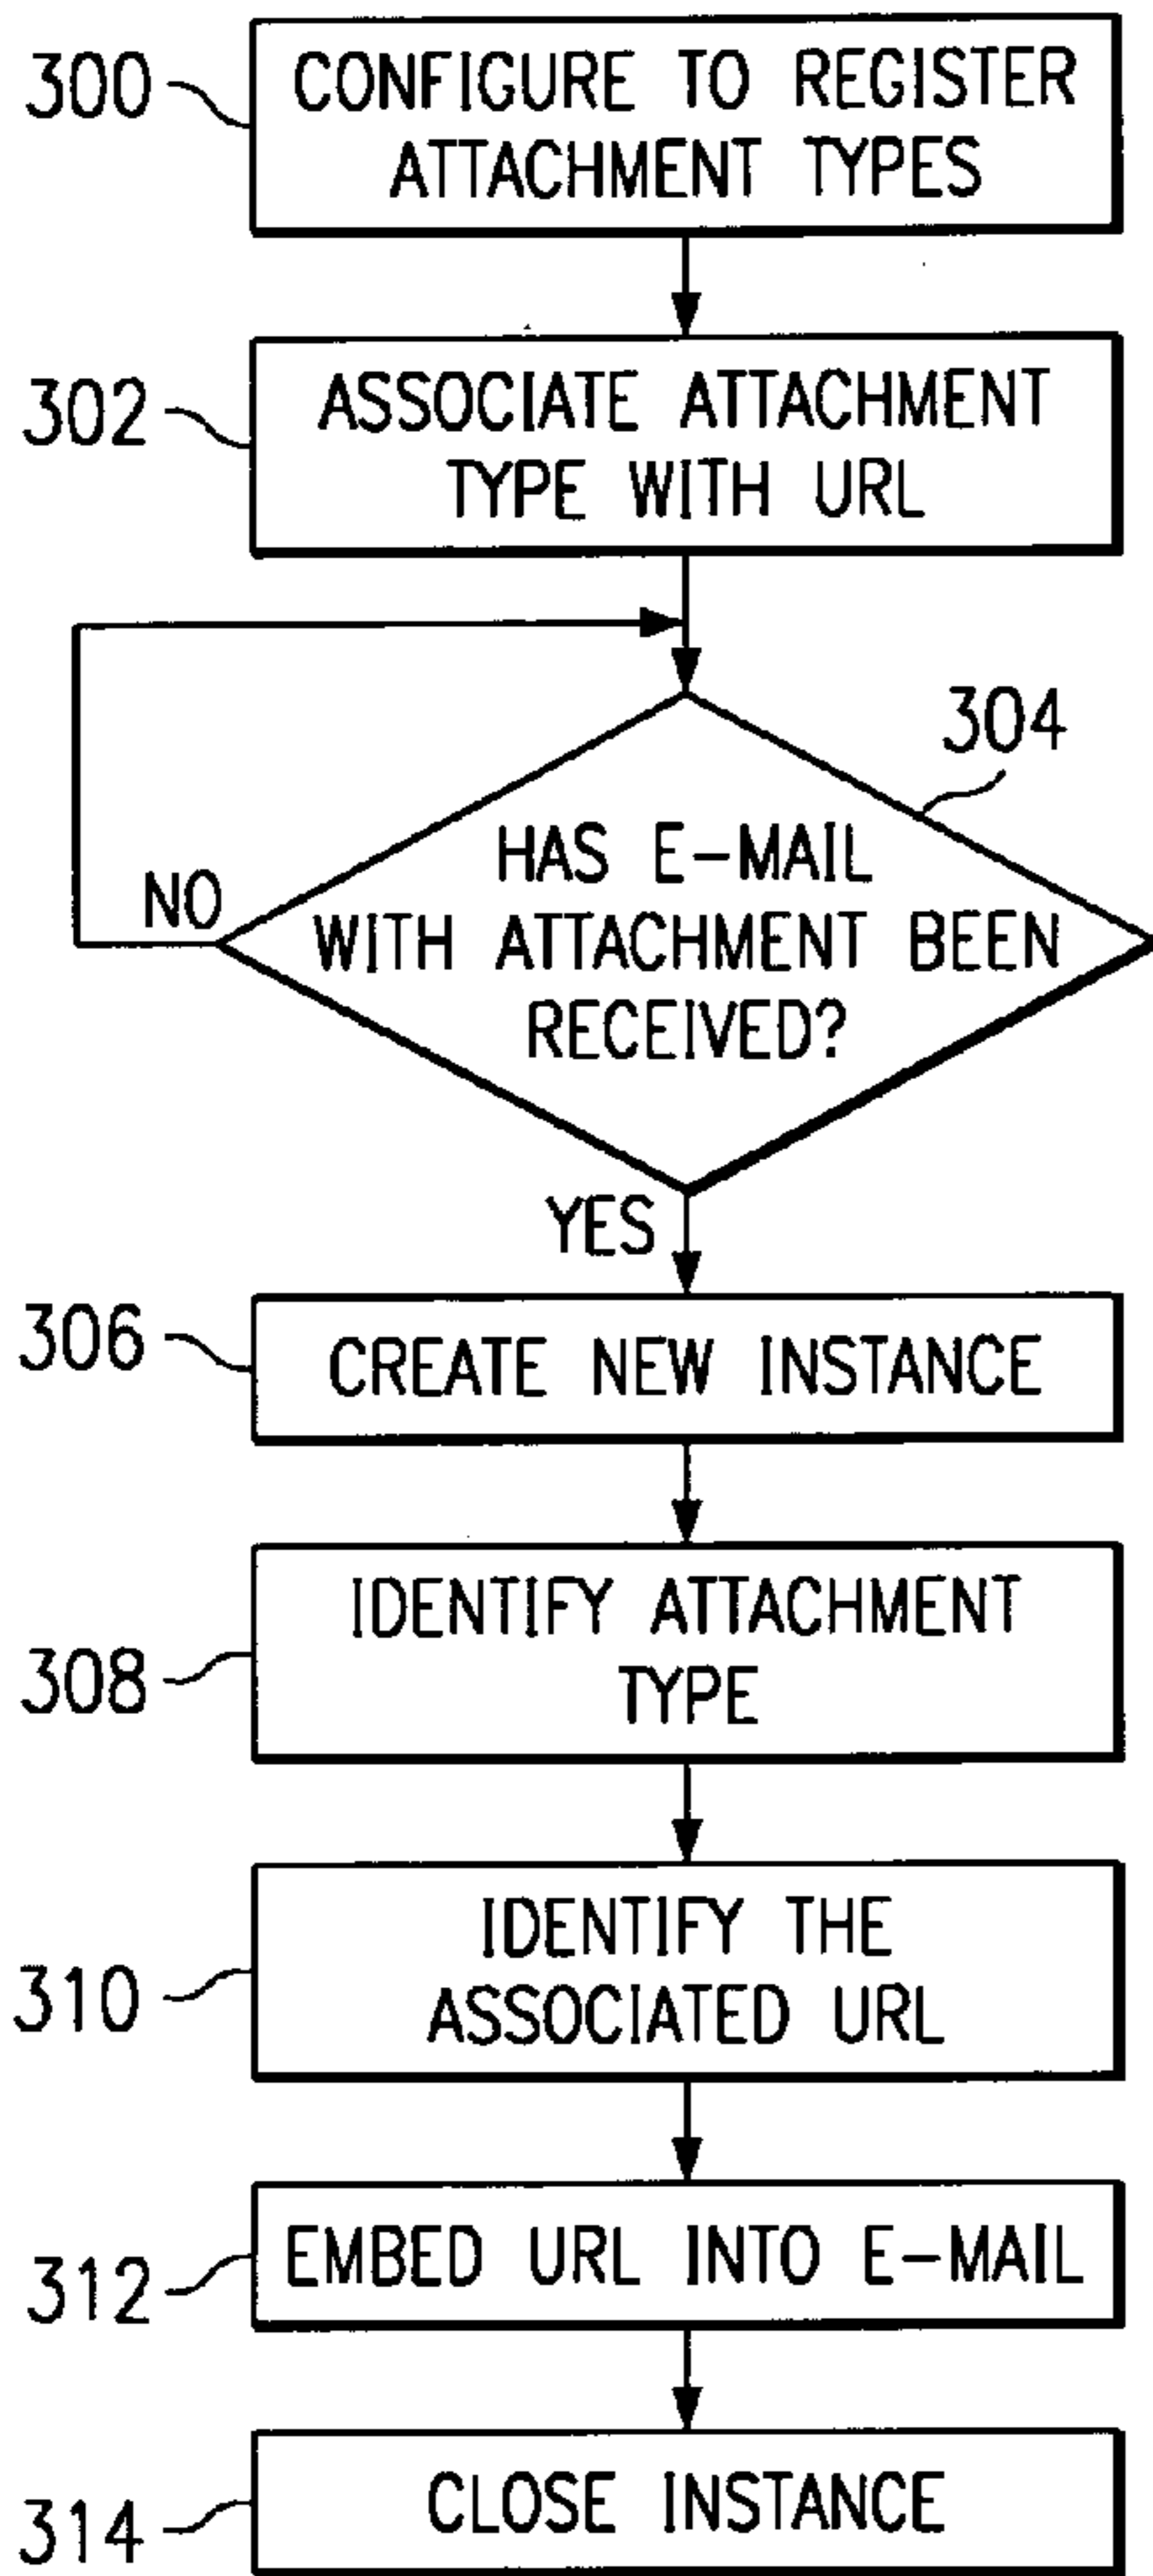 300
CONFIGURE TO REGISTER
ATTACHMENT TYPES
302
ASSOCIATE ATTACHMENT
TYPE WITH URL
304
HAS E-MAIL
WITH ATTACHMENT BEEN
RECEIVED?
NO
YES
306
CREATE NEW INSTANCE
308
IDENTIFY ATTACHMENT
TYPE
310
IDENTIFY THE
ASSOCIATED URL
312
EMBED URL INTO E-MAIL
314
CLOSE INSTANCE